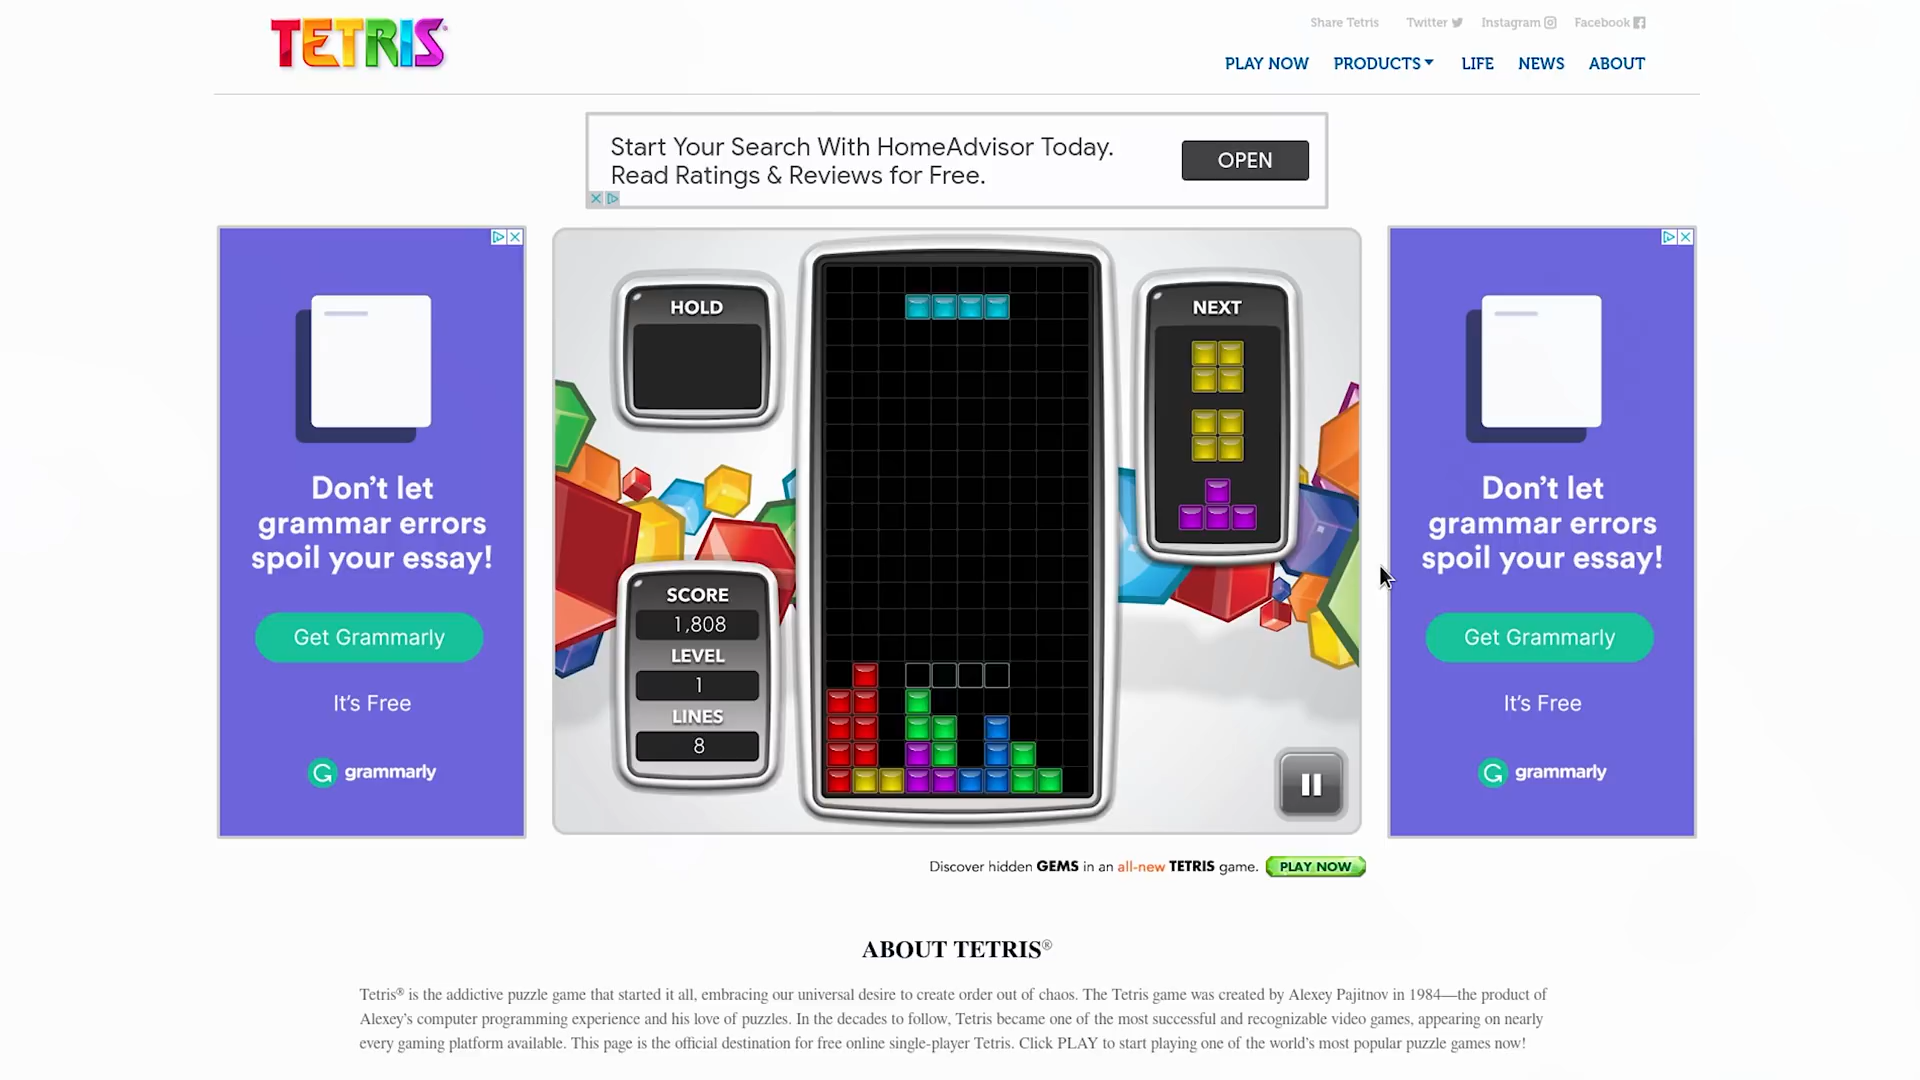 TETRIS
Share Tetris Twitter Instagram Facebook
PLAY NOW PRODUCTS LIFE NEWS ABOUT
Start Your Search With HomeAdvisor Today.
Read Ratings & Reviews for Free.
OPEN
Don't let
grammar errors
spoil your essay!
Get Grammarly
It's Free
grammarly
HOLD
SCORE
1,808
LEVEL
1
LINES
8
NEXT
Don't let
grammar errors
spoil your essay!
Get Grammarly
It's Free
grammarly
Discover hidden GEMS in an all-new TETRIS game. PLAY NOW
ABOUT TETRIS®
Tetris® is the addictive puzzle game that started it all, embracing our universal desire to create order out of chaos. The Tetris game was created by Alexey Pajitnov in 1984—the product of
Alexey's computer programming experience and his love of puzzles. In the decades to follow, Tetris became one of the most successful and recognizable video games, appearing on nearly
every gaming platform available. This page is the official destination for free online single-player Tetris. Click PLAY to start playing one of the world's most popular puzzle games now!